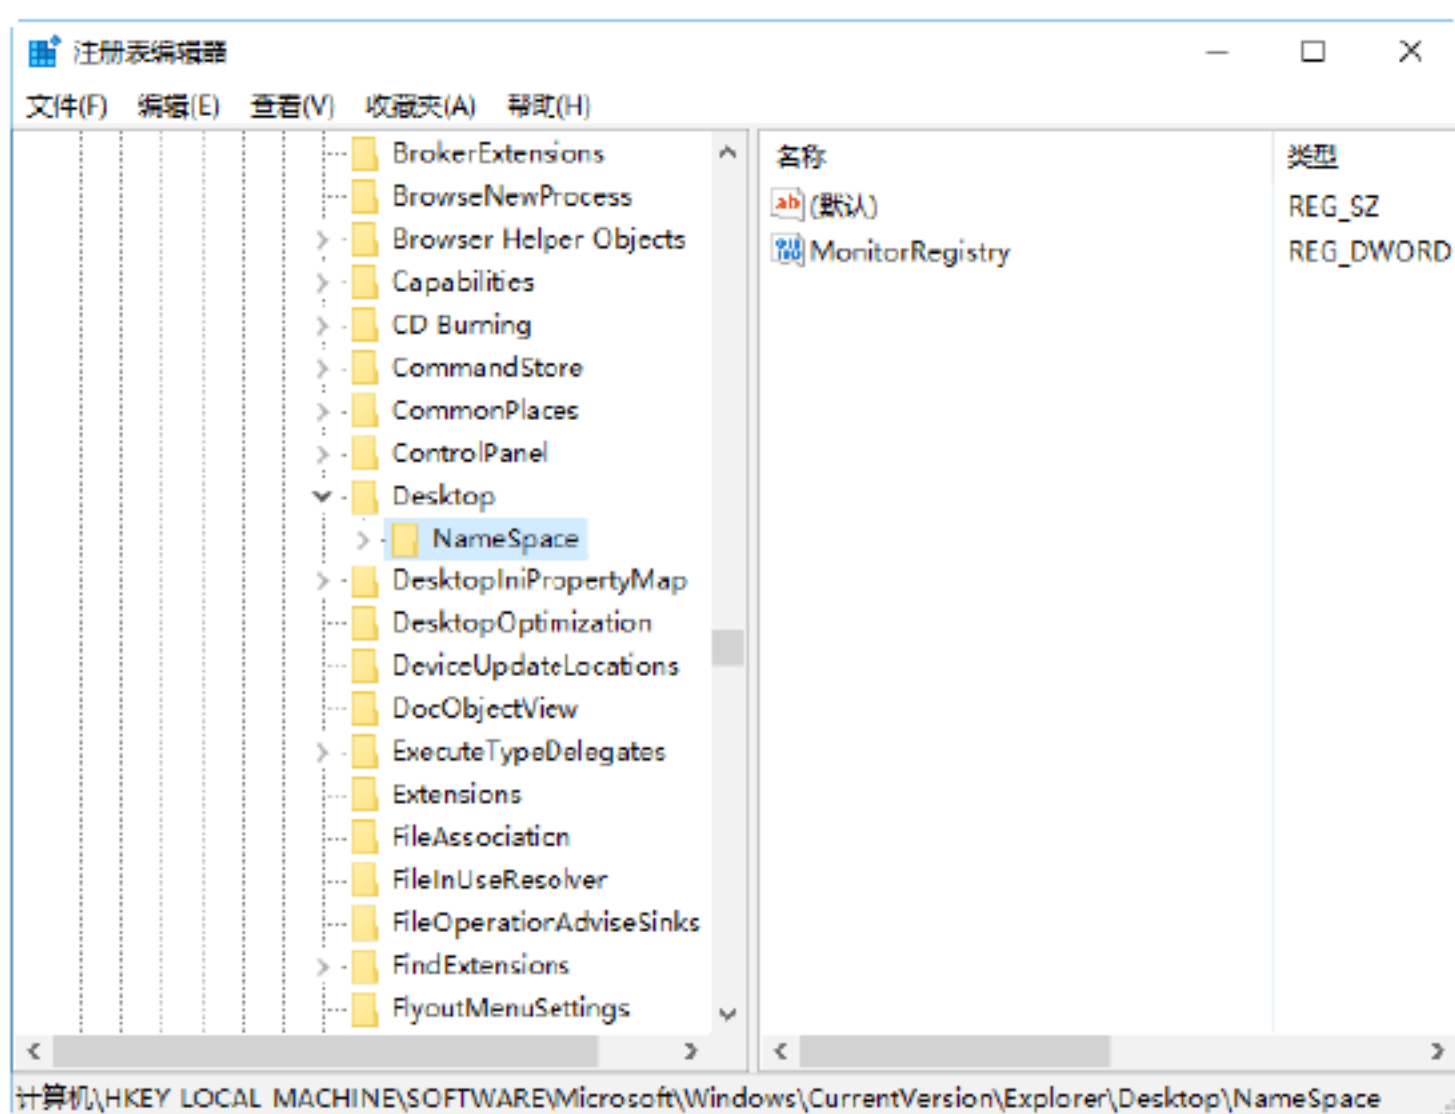 注册表编辑器
文件(F) 编辑(E) 查看(V) 收藏夹(A) 帮助(H)
BrokerExtensions
BrowseNewProcess
Browser Helper Objects
Capabilities
CD Burning
CommandStore
CommonPlaces
ControlPanel
Desktop
NameSpace
DesktopIniPropertyMap
DesktopOptimization
DeviceUpdateLocations
DocObjectView
ExecuteTypeDelegates
Extensions
FileAssociation
FileInUseResolver
FileOperationAdviseSinks
FindExtensions
FlyoutMenuSettings
名称 类型
(默认) REG_SZ
MonitorRegistry REG_DWORD
计算机\HKEY_LOCAL_MACHINE\SOFTWARE\Microsoft\Windows\CurrentVersion\Explorer\Desktop\NameSpace